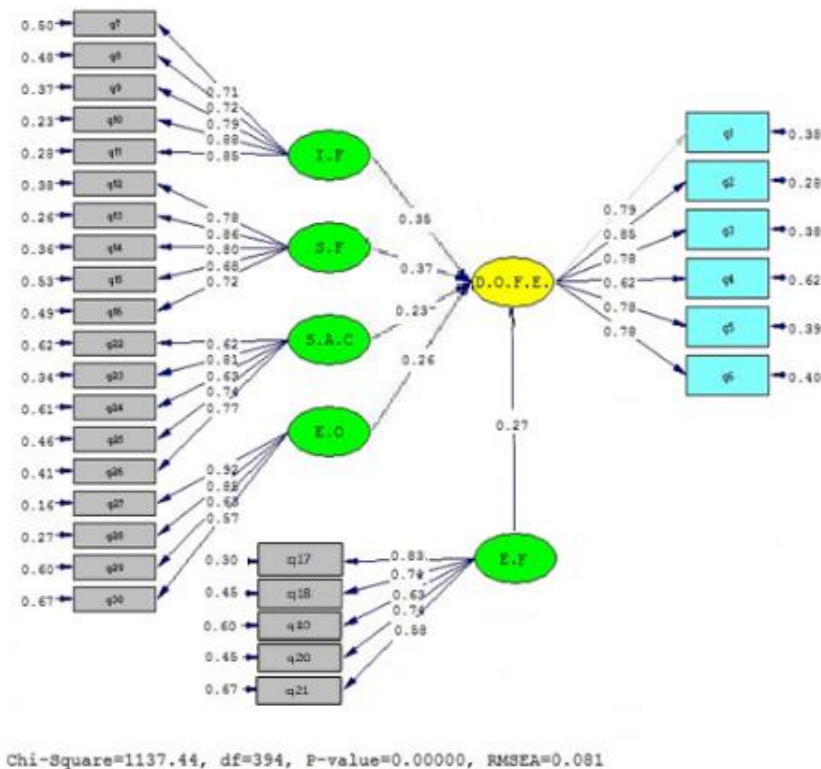 0.50 q7
0.48 q8
0.37 q9
0.23 q10
0.28 q11
0.38 q12
0.26 q13
0.36 q14
0.53 q15
0.49 q16
0.62 q22
0.34 q23
0.61 q24
0.46 q25
0.41 q26
0.16 q27
0.27 q28
0.60 q29
0.67 q30
0.71
0.72
0.79
0.88
0.85
0.78
0.86
0.80
0.68
0.72
0.62
0.81
0.63
0.74
0.77
0.92
0.63
0.57
I.F
S.F
S.A.C
E.O
0.35
0.37
0.23
0.26
D.O.F.E.
0.27
E.F
0.79
0.85
0.78
0.62
0.78
0.78
q1 0.38
q2 0.28
q3 0.38
q4 0.62
q5 0.39
q6 0.40
0.30 q17
0.45 q18
0.60 q19
0.45 q20
0.67 q21
0.83
0.74
0.63
0.74
0.58
Chi-Square=1137.44, df=394, P-value=0.00000, RMSEA=0.081